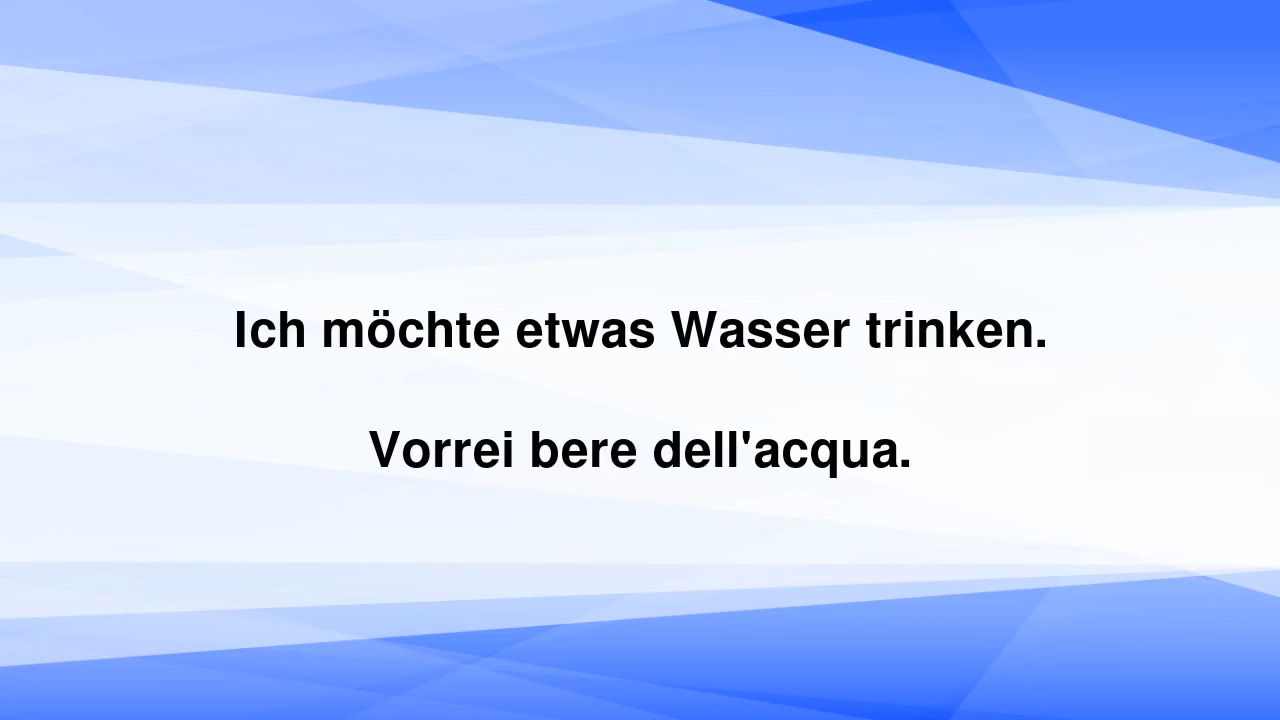 Ich möchte etwas Wasser trinken.
Vorrei bere dell'acqua.